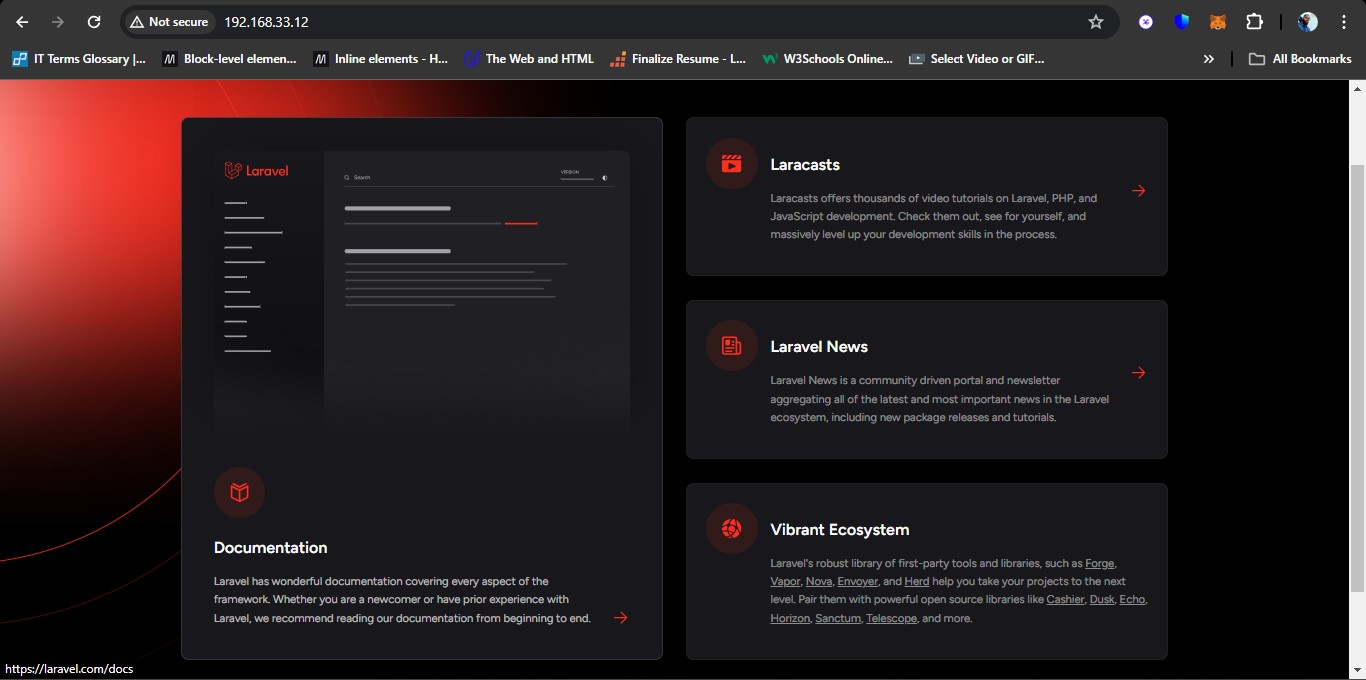 Not secure
192.168.33.12
IT Terms Glossary |...
Block-level elemen...
Inline elements - H...
The Web and HTML
Finalize Resume - L...
W3Schools Online...
Select Video or GIF...
All Bookmarks
Laravel
Search
VERSION
Documentation
Laravel has wonderful documentation covering every aspect of the
framework. Whether you are a newcomer or have prior experience with
Laravel, we recommend reading our documentation from beginning to end.
Laracasts
Laracasts offers thousands of video tutorials on Laravel, PHP, and
JavaScript development. Check them out, see for yourself, and
massively level up your development skills in the process.
Laravel News
Laravel News is a community driven portal and newsletter
aggregating all of the latest and most important news in the Laravel
ecosystem, including new package releases and tutorials.
Vibrant Ecosystem
Laravel's robust library of first-party tools and libraries, such as Forge,
Vapor, Nova, Envoyer, and Herd help you take your projects to the next
level. Pair them with powerful open source libraries like Cashier, Dusk, Echo,
Horizon, Sanctum, Telescope, and more.
https://laravel.com/docs